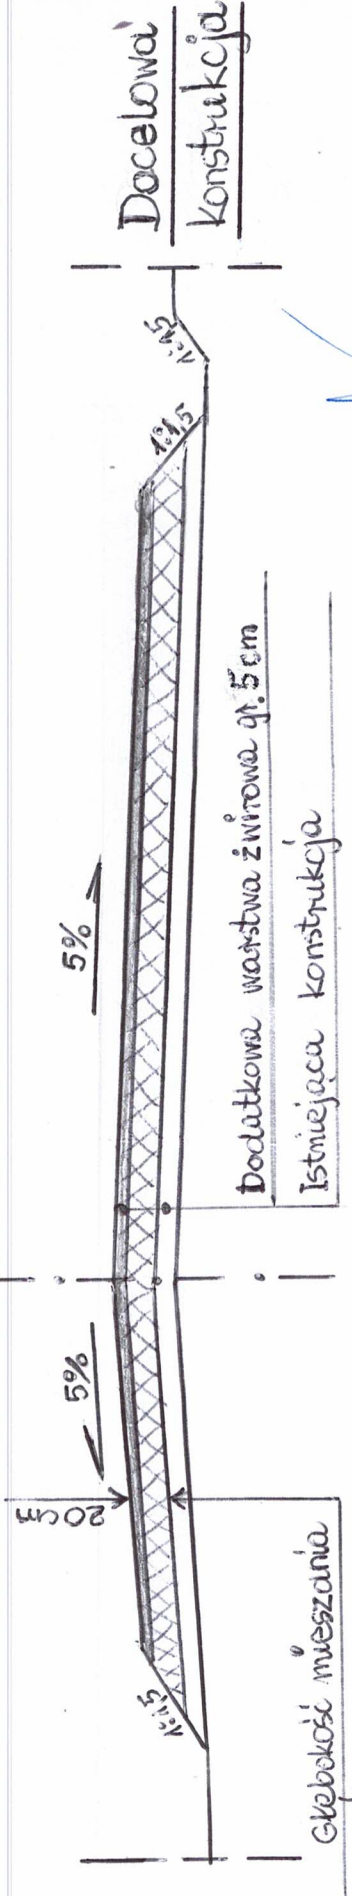 Docelowa
konstrukcja
1:1,5
1:1,5
5%
Dodatkowa warstwa żwirowa gr. 5cm
Istniejąca konstrukcja
5%
20 cm
1:1,5
Głębokość mieszania